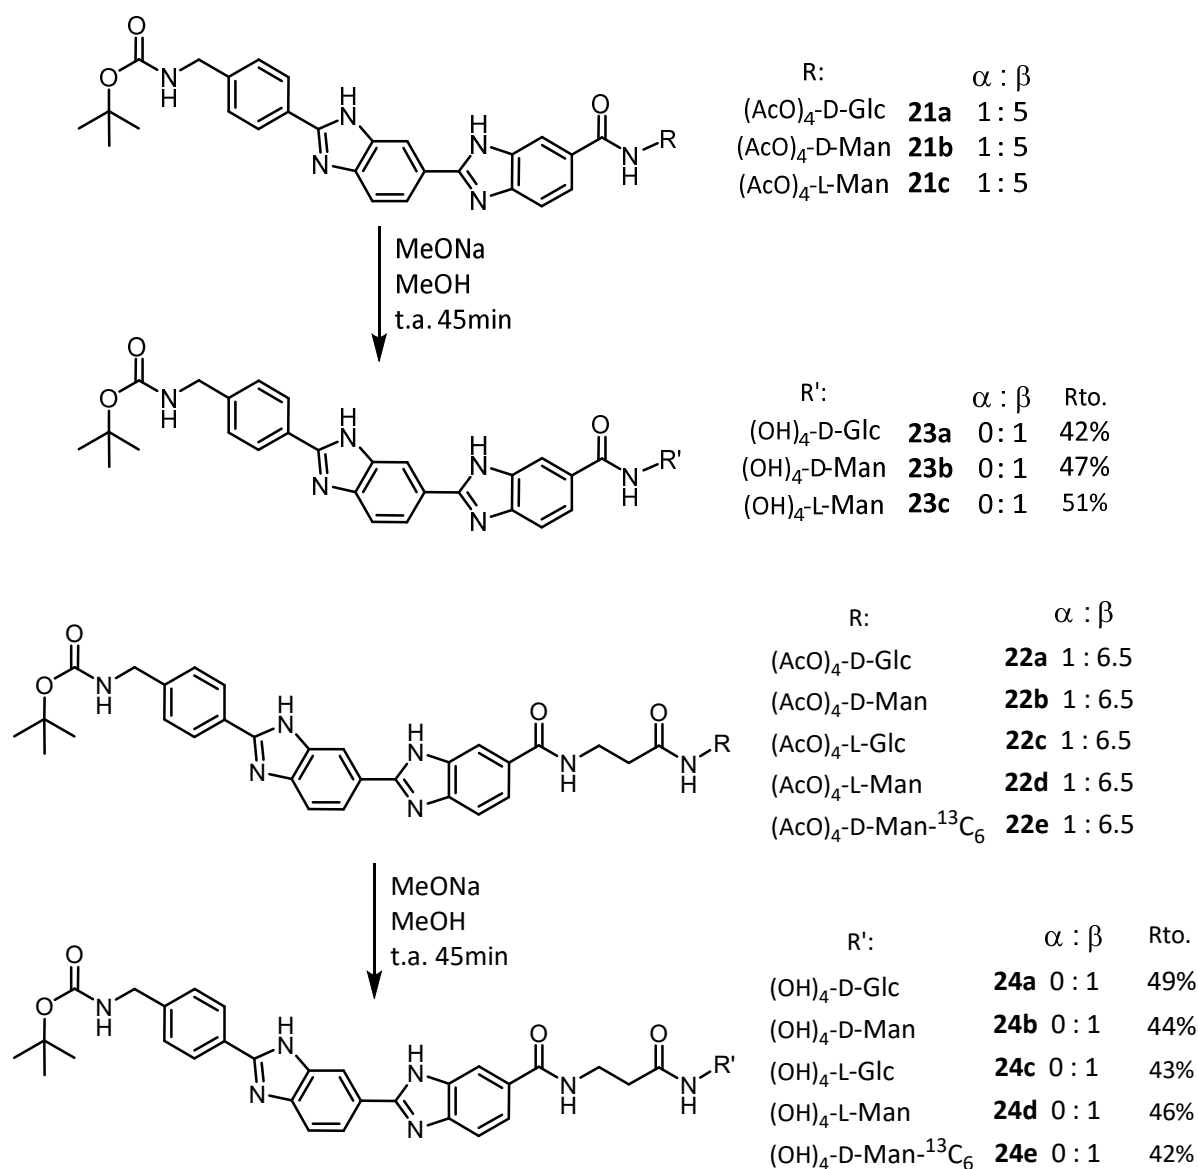 R:
α : β
(AcO)4-D-Glc 21a 1 : 5
(AcO)4-D-Man 21b 1 : 5
(AcO)4-L-Man 21c 1 : 5
O
O
N
H
H
N
N
H
N
N
O
N
H
R
MeONa
MeOH
t.a. 45min
R':
α : β Rto.
(OH)4-D-Glc 23a 0 : 1 42%
(OH)4-D-Man 23b 0 : 1 47%
(OH)4-L-Man 23c 0 : 1 51%
O
O
N
H
H
N
N
H
N
N
O
N
H
R'
R:
α : β
(AcO)4-D-Glc 22a 1 : 6.5
(AcO)4-D-Man 22b 1 : 6.5
(AcO)4-L-Glc 22c 1 : 6.5
(AcO)4-L-Man 22d 1 : 6.5
(AcO)4-D-Man-13C6 22e 1 : 6.5
O
O
N
H
H
N
N
H
N
N
O
N
H
O
N
H
R
MeONa
MeOH
t.a. 45min
R':
α : β Rto.
(OH)4-D-Glc 24a 0 : 1 49%
(OH)4-D-Man 24b 0 : 1 44%
(OH)4-L-Glc 24c 0 : 1 43%
(OH)4-L-Man 24d 0 : 1 46%
(OH)4-D-Man-13C6 24e 0 : 1 42%
O
O
N
H
H
N
N
H
N
N
O
N
H
O
N
H
R'